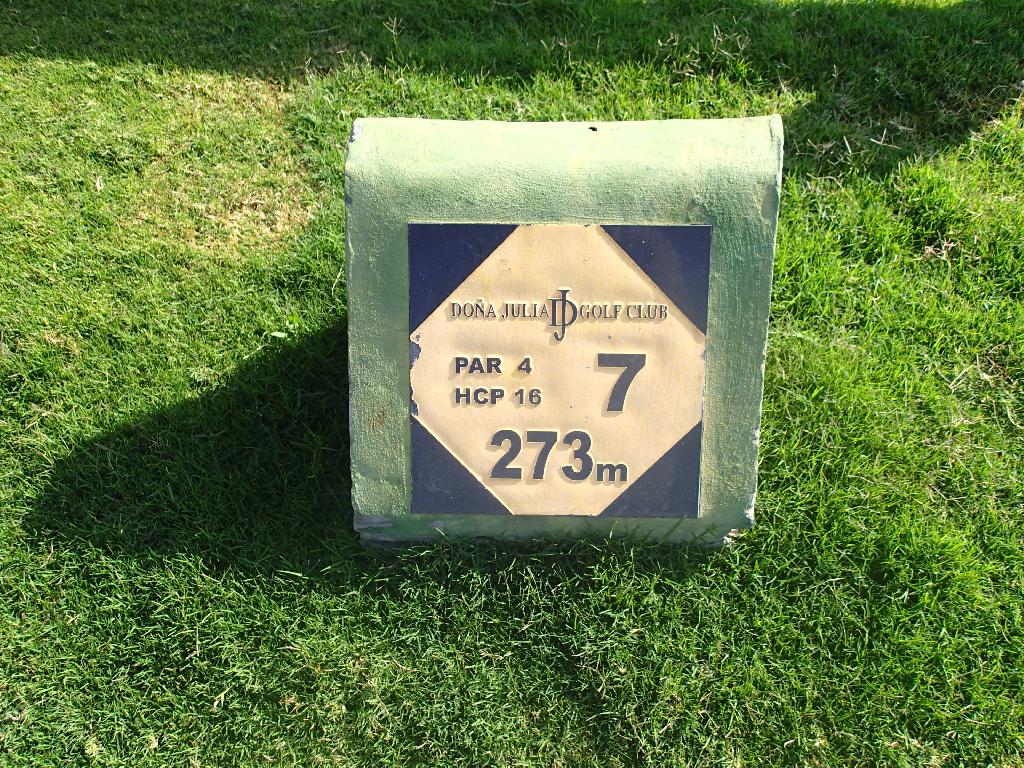 DOÑA JULIA DJ GOLF CLUB
PAR 4
HCP 16
7
273m